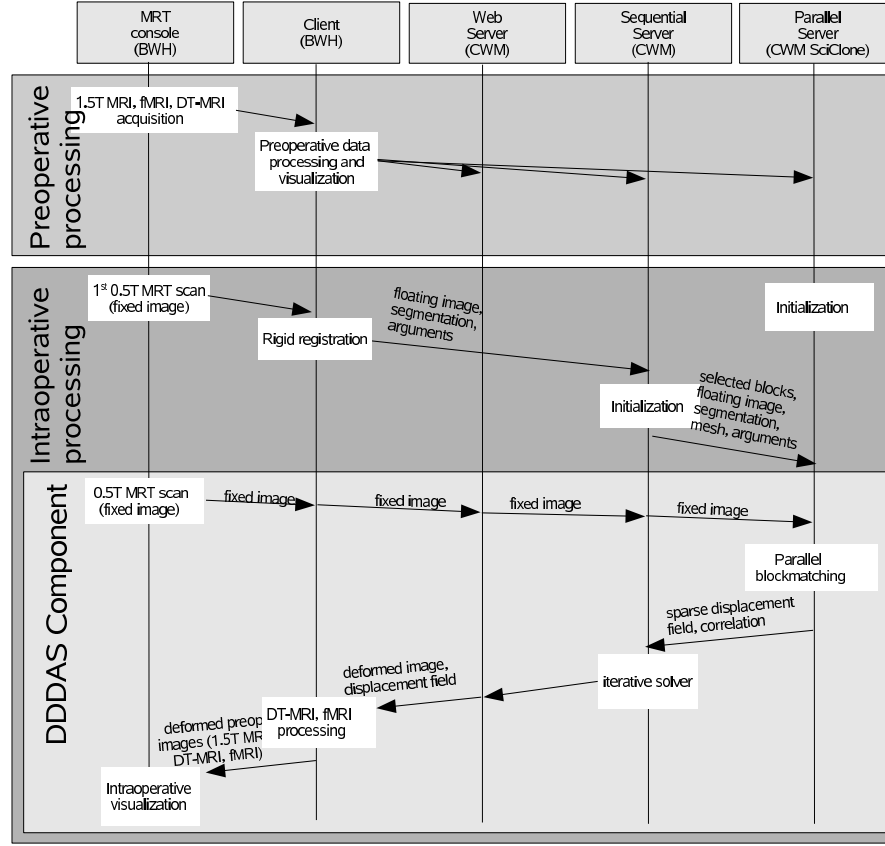 MRT
console
(BWH)
Client
(BWH)
Web
Server
(CWM)
Sequential
Server
(CWM)
Parallel
Server
(CWM SciClone)
Preoperative
processing
1.5T MRI, fMRI, DT-MRI
acquisition
Preoperative data
processing and
visualization
Intraoperative
processing
1st 0.5T MRT scan
(fixed image)
Rigid registration
floating image,
segmentation,
arguments
Initialization
Initialization
selected blocks,
floating image,
segmentation,
mesh, arguments
DDDAS Component
0.5T MRT scan
(fixed image)
fixed image
fixed image
fixed image
fixed image
Parallel
blockmatching
sparse displacement
field, correlation
iterative solver
deformed image,
displacement field
DT-MRI, fMRI
processing
deformed preop
images (1.5T MR
DT-MRI, fMRI)
Intraoperative
visualization